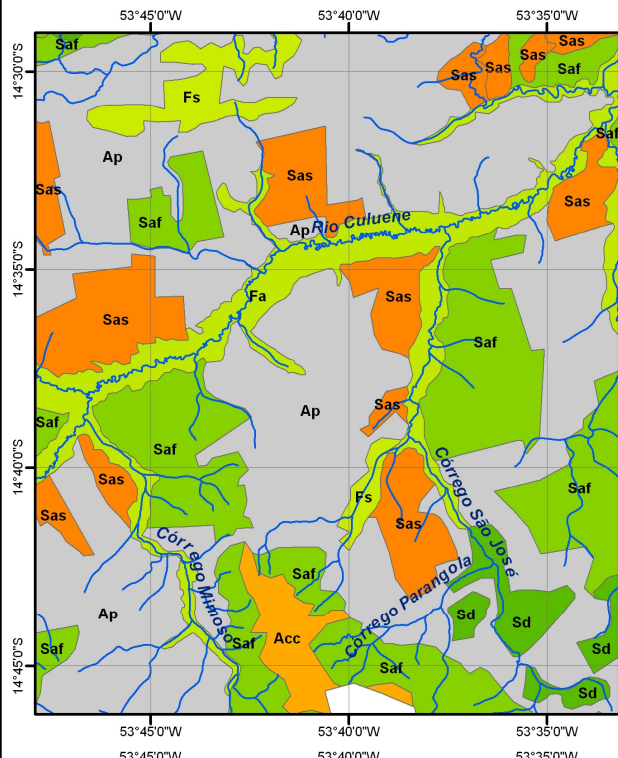 53°45'0"W 53°40'0"W 53°35'0"W
14°30'0"S
14°35'0"S
14°40'0"S
14°45'0"S
Saf
Sas
Sas
Sas
Sas
Saf
Fs
Ap
Saf
Sas
Sas
Saf
Sas
Ap
Rio Culuene
Fa
Sas
Sas
Saf
Ap
Sas
Saf
Saf
Sas
Sas
Fs
Sas
Saf
Córrego São José
Córrego Mimoso
Saf
Córrego Parangola
Ap
Saf
Saf
Acc
Saf
Sd
Sd
Sd
Sd
53°45'0"W 53°40'0"W 53°35'0"W